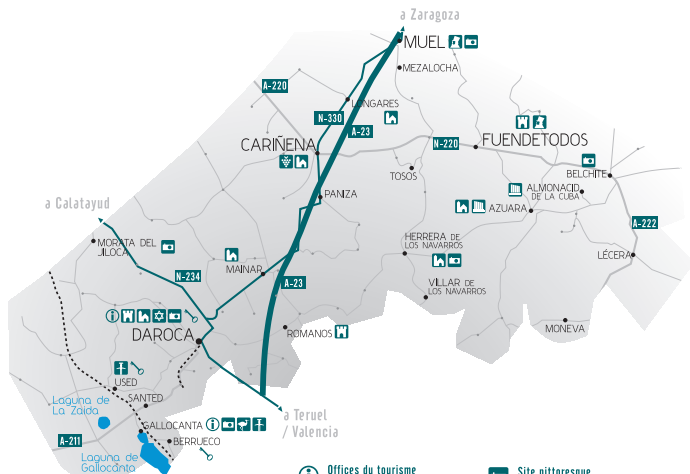 a Zaragoza
MUEL
MEZALOCHA
A-220
LONGARES
N-330
A-23
CARIÑENA
N-220
FUENDETODOS
TOSOS
BELCHITE
ALMONACID
DE LA CUBA
AZUARA
PANIZA
A-222
a Calatayud
MORATA DEL
JILOCA
HERRERA DE
LOS NAVARROS
LÉCERA
MAINAR
N-234
A-23
VILLAR DE
LOS NAVARROS
DAROCA
ROMANOS
MONEVA
USED
SANTED
Laguna de
La Zaida
a Teruel
/ Valencia
GALLOCANTA
A-211
BERRUECO
Laguna de
Gallocanta
Offices du tourisme
Site pittoresque